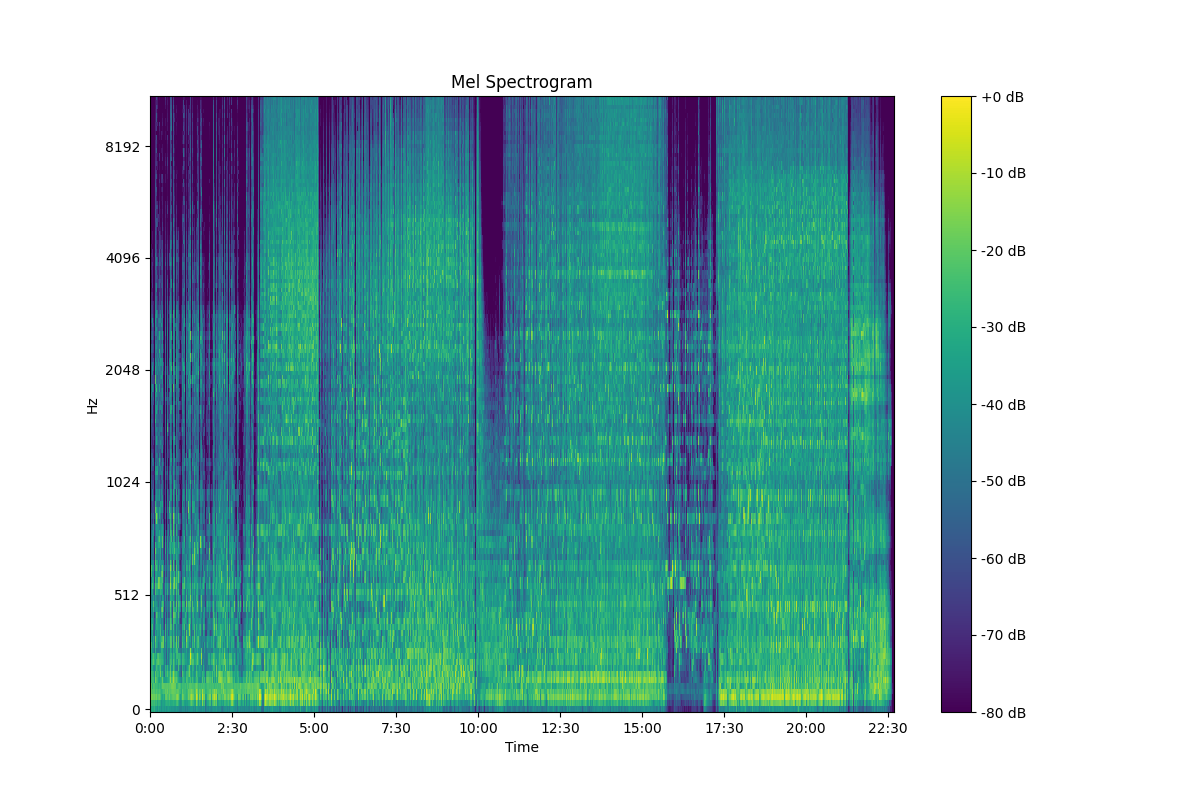 Mel Spectrogram
Hz
8192
4096
2048
1024
512
0
0:00 2:30 5:00 7:30 10:00 12:30 15:00 17:30 20:00 22:30
Time
+0 dB
-10 dB
-20 dB
-30 dB
-40 dB
-50 dB
-60 dB
-70 dB
-80 dB